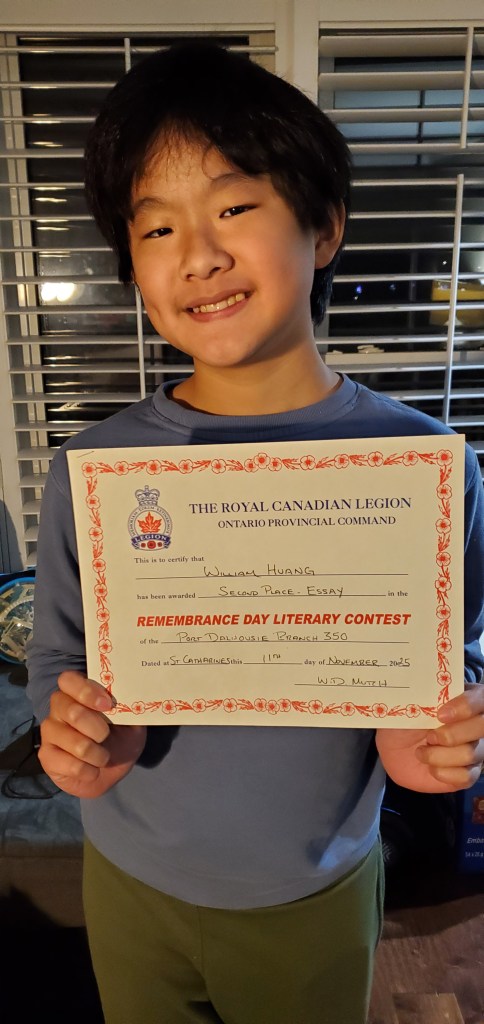 THE ROYAL CANADIAN LEGION
ONTARIO PROVINCIAL COMMAND
LEGION
This is to certify that
WILLIAM HUANG
has been awarded SECOND PLACE - ESSAY in the
REMEMBRANCE DAY LITERARY CONTEST
of the PORT DALHOUSIE BRANCH 350
Dated at ST. CATHARINES this 11TH day of NOVEMBER 2025
W.D. MUTCH